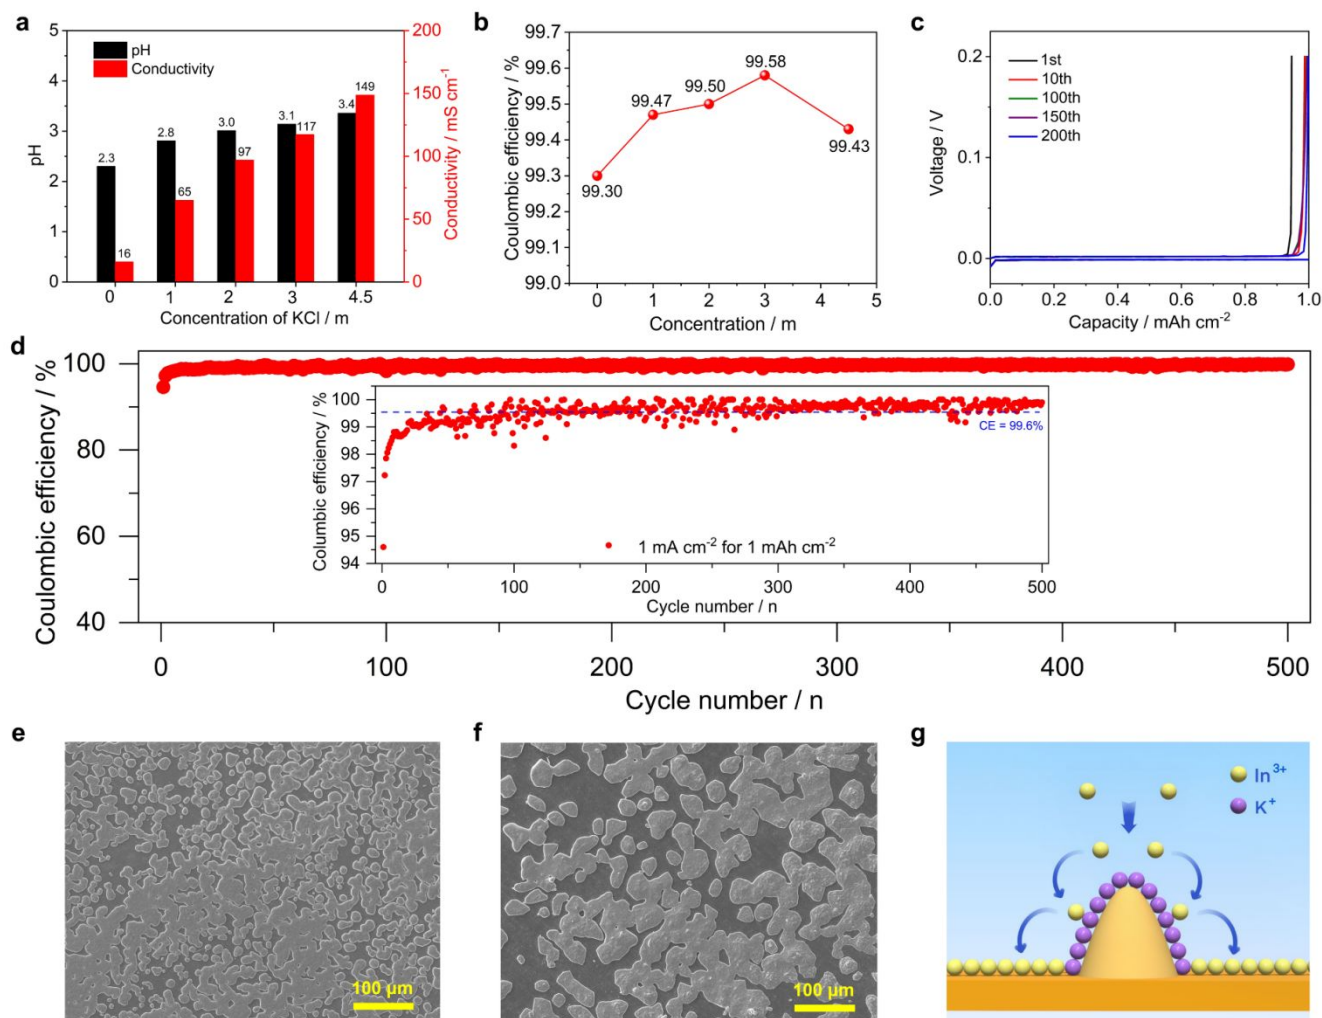 a
pH
Conductivity
5
4
3
2
1
0
pH
2.3
16
2.8
65
3.0
97
3.1
117
3.4
149
200
150
100
50
0
Conductivity / mS cm⁻¹
0 1 2 3 4.5
Concentration of KCl / m
b
99.7
99.6
99.5
99.4
99.3
99.2
99.1
99.0
Coulombic efficiency / %
99.30
99.47
99.50
99.58
99.43
0 1 2 3 4 5
Concentration / m
c
0.2
0.1
0.0
Voltage / V
1st
10th
100th
150th
200th
0.0 0.2 0.4 0.6 0.8 1.0
Capacity / mAh cm⁻²
d
100
80
60
40
Coulombic efficiency / %
100
99
98
97
96
95
94
Columbic efficiency / %
CE = 99.6%
1 mA cm⁻² for 1 mAh cm⁻²
0 100 200 300 400 500
Cycle number / n
0 100 200 300 400 500
Cycle number / n
e
100 µm
f
100 µm
g
In³⁺
K⁺